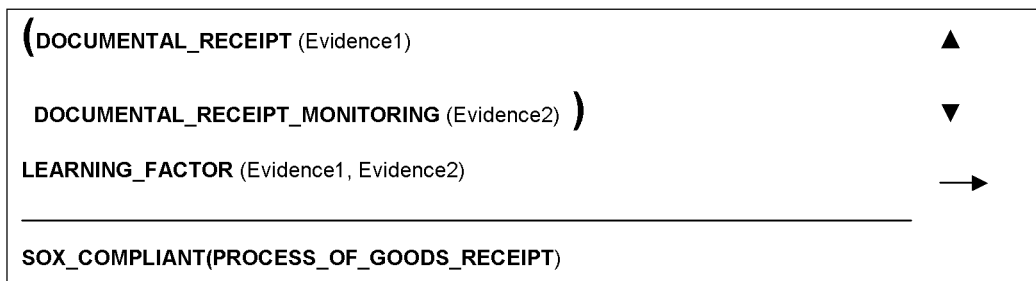 (DOCUMENTAL_RECEIPT (Evidence1) ▲
DOCUMENTAL_RECEIPT_MONITORING (Evidence2) ) ▼
LEARNING_FACTOR (Evidence1, Evidence2) →
SOX_COMPLIANT(PROCESS_OF_GOODS_RECEIPT)